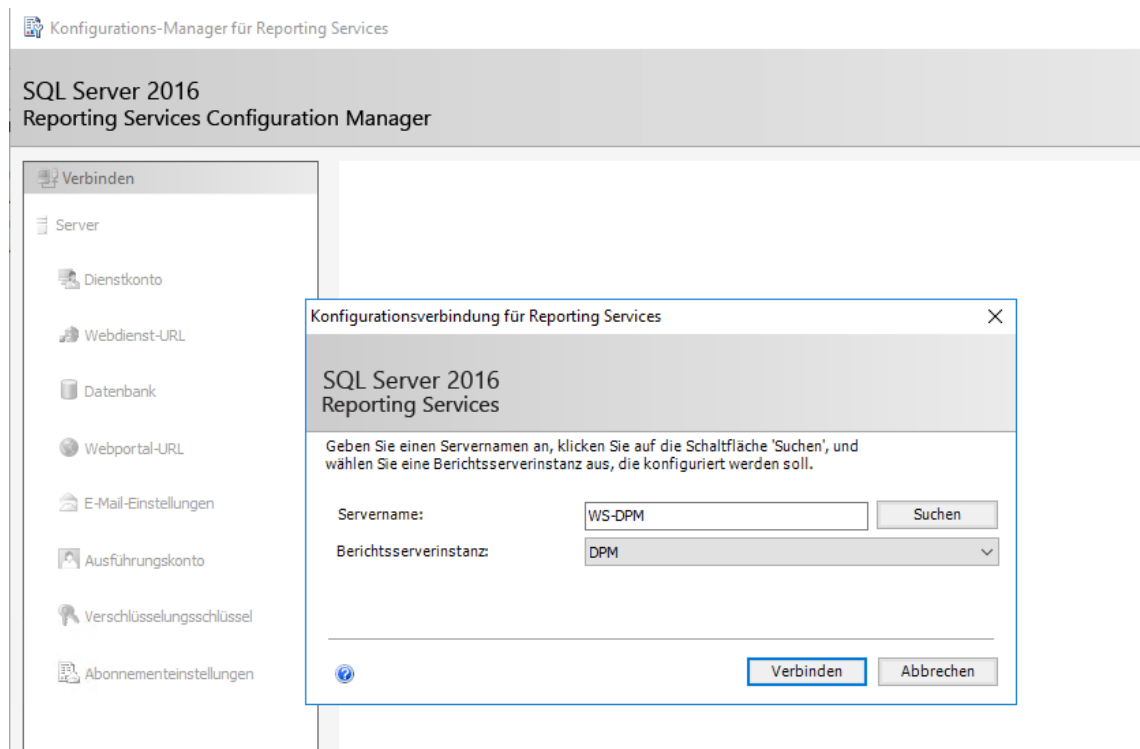 Konfigurations-Manager für Reporting Services
SQL Server 2016
Reporting Services Configuration Manager
Verbinden
Server
Dienstkonto
Webdienst-URL
Datenbank
Webportal-URL
E-Mail-Einstellungen
Ausführungskonto
Verschlüsselungsschlüssel
Abonnementeinstellungen
Konfigurationsverbindung für Reporting Services
SQL Server 2016
Reporting Services
Geben Sie einen Servernamen an, klicken Sie auf die Schaltfläche 'Suchen', und
wählen Sie eine Berichtsserverinstanz aus, die konfiguriert werden soll.
Servername:
WS-DPM
Suchen
Berichtsserverinstanz:
DPM
Verbinden
Abbrechen